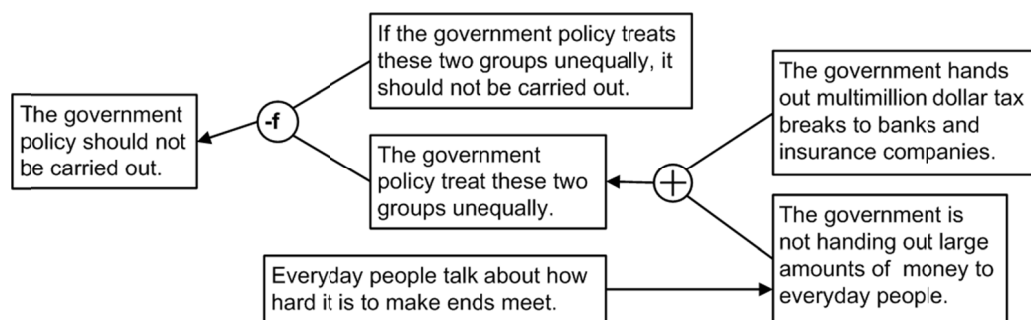 If the government policy treats
these two groups unequally, it
should not be carried out.
The government hands
out multimillion dollar tax
breaks to banks and
insurance companies.
The government
policy should not
be carried out.
-f
The government
policy treat these two
groups unequally.
+
The government is
not handing out large
amounts of money to
everyday people.
Everyday people talk about how
hard it is to make ends meet.